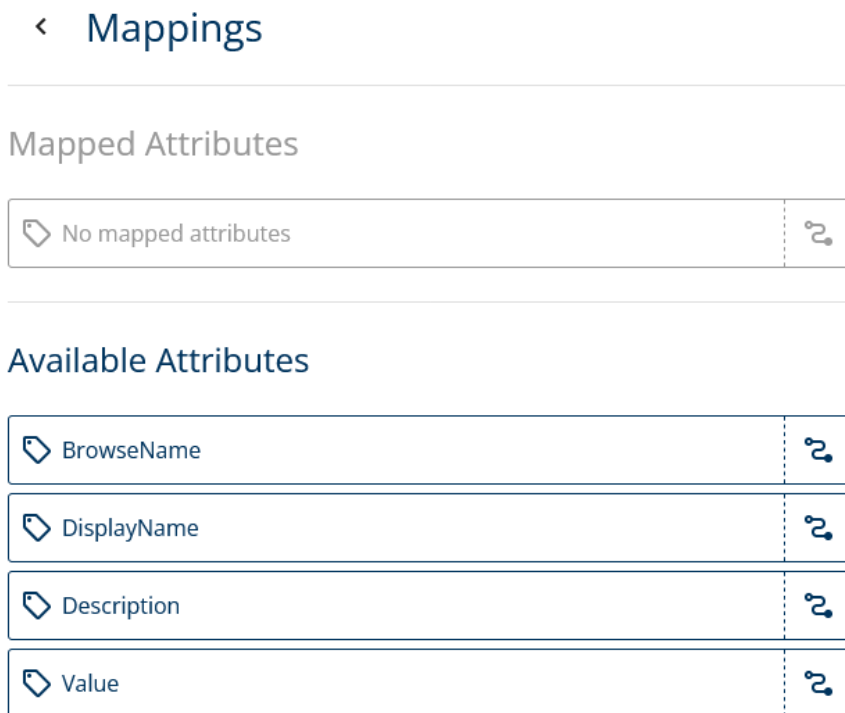 Mappings
Mapped Attributes
No mapped attributes
Available Attributes
BrowseName
DisplayName
Description
Value